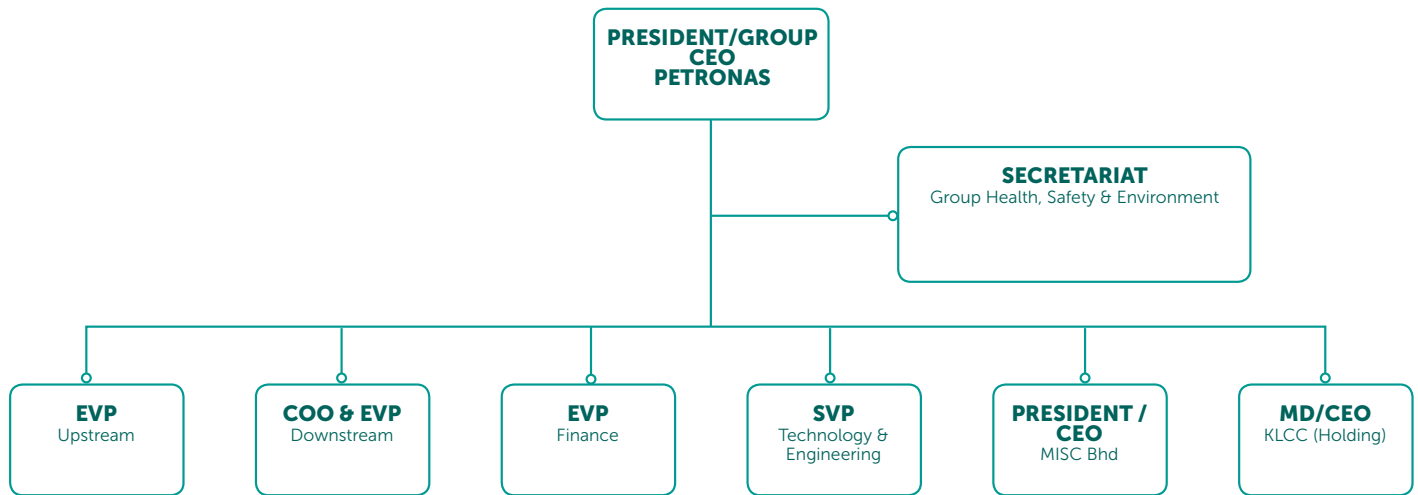 PRESIDENT/GROUP
CEO
PETRONAS
SECRETARIAT
Group Health, Safety & Environment
EVP
Upstream
COO & EVP
Downstream
EVP
Finance
SVP
Technology &
Engineering
PRESIDENT /
CEO
MISC Bhd
MD/CEO
KLCC (Holding)